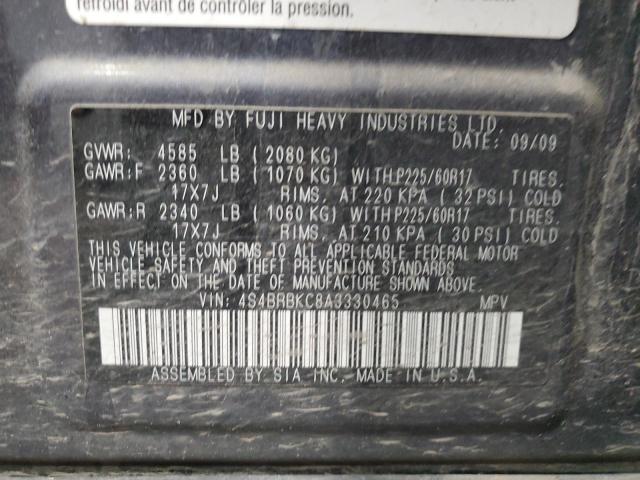 refroidi avant de contrôler la pression.
MFD BY FUJI HEAVY INDUSTRIES LTD.
DATE: 09/09
GVWR: 4585 LB (2080 KG)
GAWR:F 2360 LB (1070 KG) WITH P225/60R17 TIRES.
17X7J RIMS, AT 220 KPA (32 PSI) COLD
GAWR:R 2340 LB (1060 KG) WITH P225/60R17 TIRES.
17X7J RIMS, AT 210 KPA (30 PSI) COLD
THIS VEHICLE CONFORMS TO ALL APPLICABLE FEDERAL MOTOR
VEHICLE SAFETY AND THEFT PREVENTION STANDARDS
IN EFFECT ON THE DATE OF MANUFACTURE SHOWN ABOVE.
VIN: 4S4BRBKC8A3330465 MPV
ASSEMBLED BY SIA INC. MADE IN U.S.A.